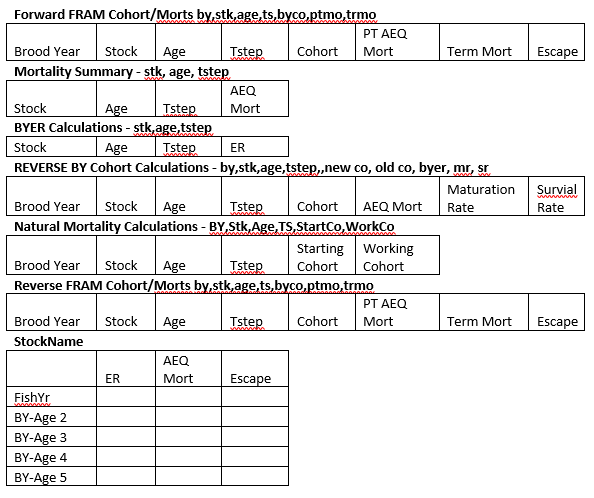 Forward FRAM Cohort/Morts by,stk,age,ts,byco,ptmo,trmo
Brood Year Stock Age Tstep Cohort PT AEQ Mort Term Mort Escape
Mortality Summary - stk, age, tstep
Stock Age Tstep AEQ Mort
BYER Calculations - stk,age,tstep
Stock Age Tstep ER
REVERSE BY Cohort Calculations - by,stk,age,tstep,,new co, old co, byer, mr, sr
Brood Year Stock Age Tstep Cohort AEQ Mort Maturation Rate Survial Rate
Natural Mortality Calculations - BY,Stk,Age,TS,StartCo,WorkCo
Brood Year Stock Age Tstep Starting Cohort Working Cohort
Reverse FRAM Cohort/Morts by,stk,age,ts,byco,ptmo,trmo
Brood Year Stock Age Tstep Cohort PT AEQ Mort Term Mort Escape
StockName
ER AEQ Mort Escape
FishYr
BY-Age 2
BY-Age 3
BY-Age 4
BY-Age 5